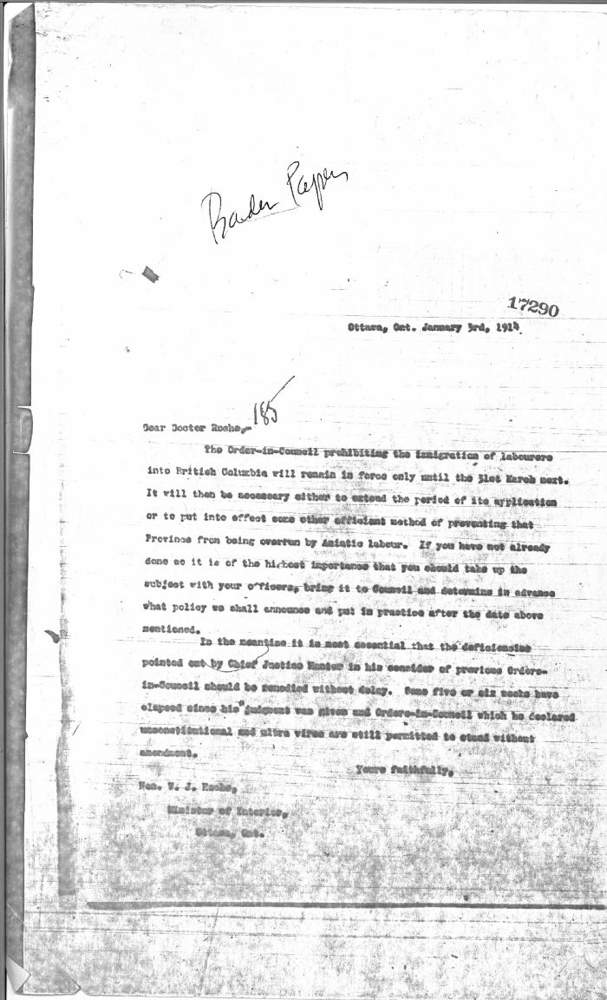 Borden Papers
17290
Ottawa, Ont. January 3rd, 1914.
185
Dear Doctor Roche,-
The Order-in-Council prohibiting the immigration of labourers
into British Columbia will remain in force only until the 31st March next.
It will then be necessary either to extend the period of its application
or to put into effect some other efficient method of preventing that
Province from being overrun by Asiatic labour. If you have not already
done so it is of the highest importance that you should take up the
subject with your officers, bring it to Council and determine in advance
what policy we shall announce and put in practice after the date above
mentioned.
In the meantime it is most essential that the deficiencies
pointed out by Chief Justice Hunter in his consider of previous Orders-
in-Council should be remedied without delay. Some five or six weeks have
elapsed since his judgment was given and Orders-in-Council which he declared
unconstitutional and ultra vires are still permitted to stand without
amendment.
Yours faithfully,
Hon. W. J. Roche,
Minister of Interior,
Ottawa, Ont.